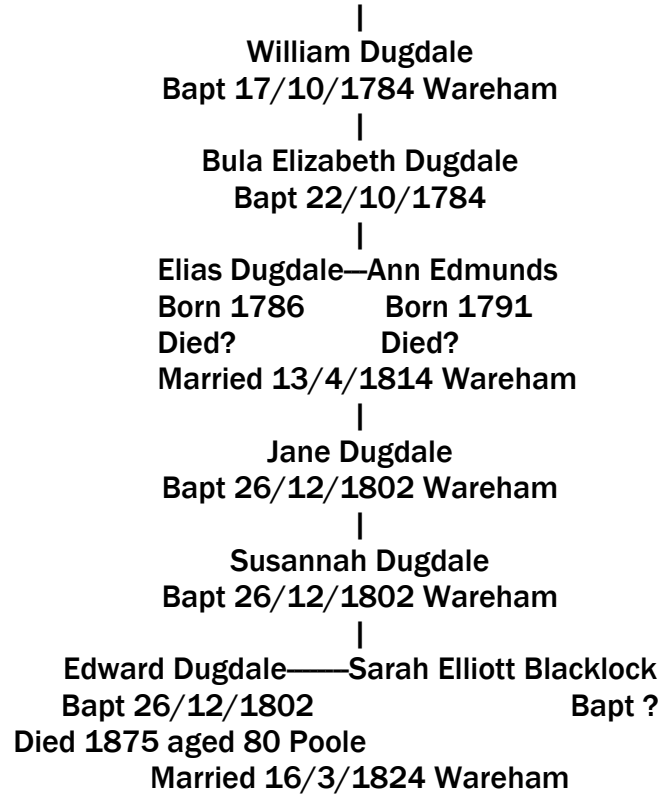 William Dugdale
Bapt 17/10/1784 Wareham
Bula Elizabeth Dugdale
Bapt 22/10/1784
Elias Dugdale---Ann Edmunds
Born 1786 Born 1791
Died? Died?
Married 13/4/1814 Wareham
Jane Dugdale
Bapt 26/12/1802 Wareham
Susannah Dugdale
Bapt 26/12/1802 Wareham
Edward Dugdale--------Sarah Elliott Blacklock
Bapt 26/12/1802 Bapt ?
Died 1875 aged 80 Poole
Married 16/3/1824 Wareham